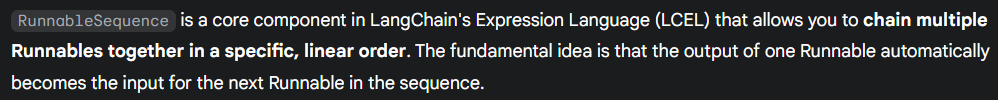 RunnableSequence is a core component in LangChain's Expression Language (LCEL) that allows you to chain multiple
Runnables together in a specific, linear order. The fundamental idea is that the output of one Runnable automatically
becomes the input for the next Runnable in the sequence.